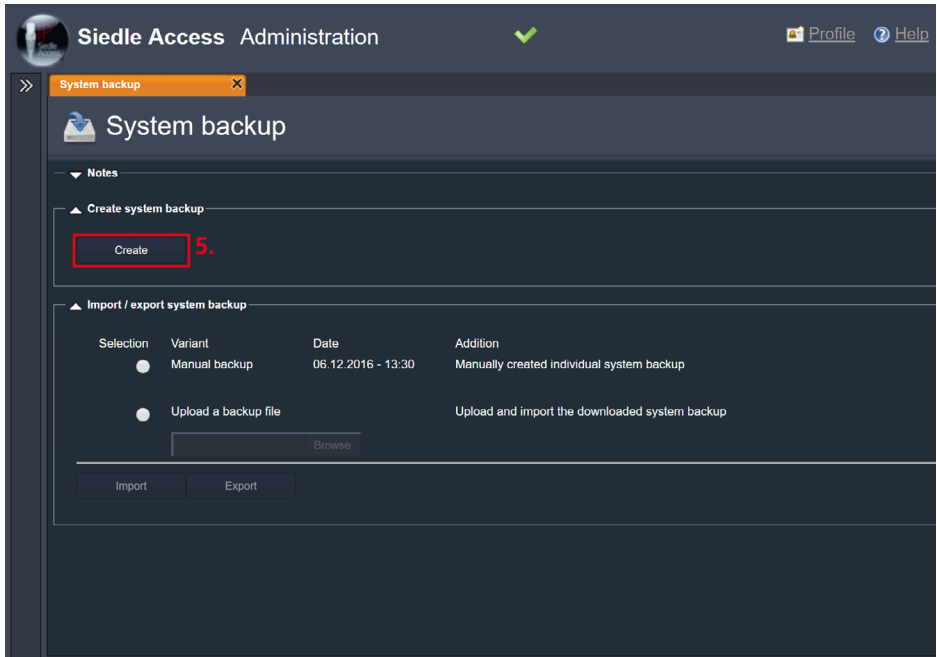 Siedle Access Administration
Profile
Help
Siedle
Access
System backup
System backup
Notes
Create system backup
Create
5.
Import / export system backup
Selection Variant Date Addition
Manual backup 06.12.2016 - 13:30 Manually created individual system backup
Upload a backup file Upload and import the downloaded system backup
Browse
Import Export